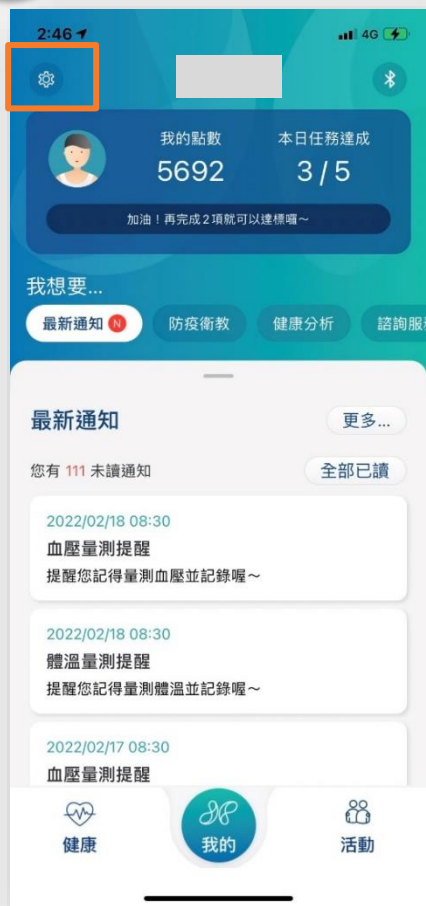 2:46
4G
我的點數
本日任務達成
5692
3 / 5
加油！再完成2項就可以達標囉～
我想要...
最新通知 N
防疫衛教
健康分析
諮詢服
最新通知
更多...
您有 111 未讀通知
全部已讀
2022/02/18 08:30
血壓量測提醒
提醒您記得量測血壓並記錄喔～
2022/02/18 08:30
體溫量測提醒
提醒您記得量測體溫並記錄喔～
2022/02/17 08:30
血壓量測提醒
健康
我的
活動